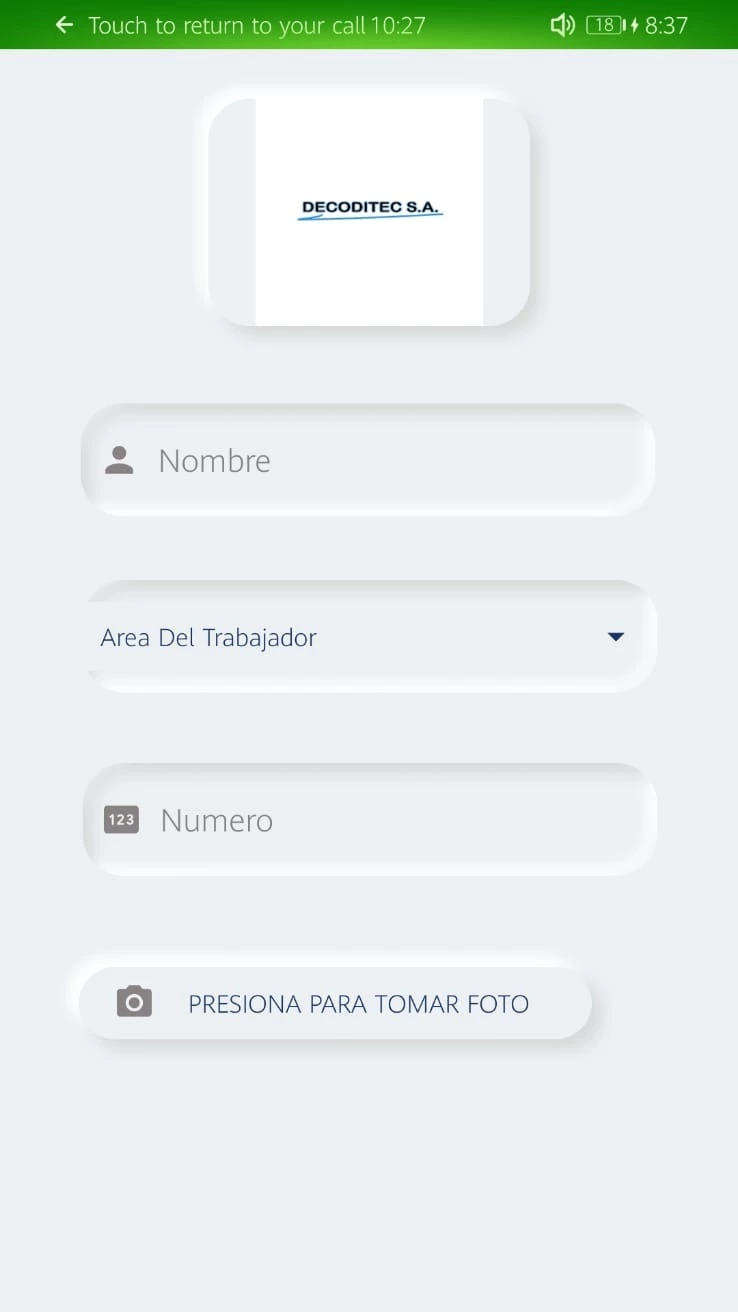 Touch to return to your call 10:27 18 8:37
DECODITEC S.A.
Nombre
Area Del Trabajador
123 Numero
PRESIONA PARA TOMAR FOTO